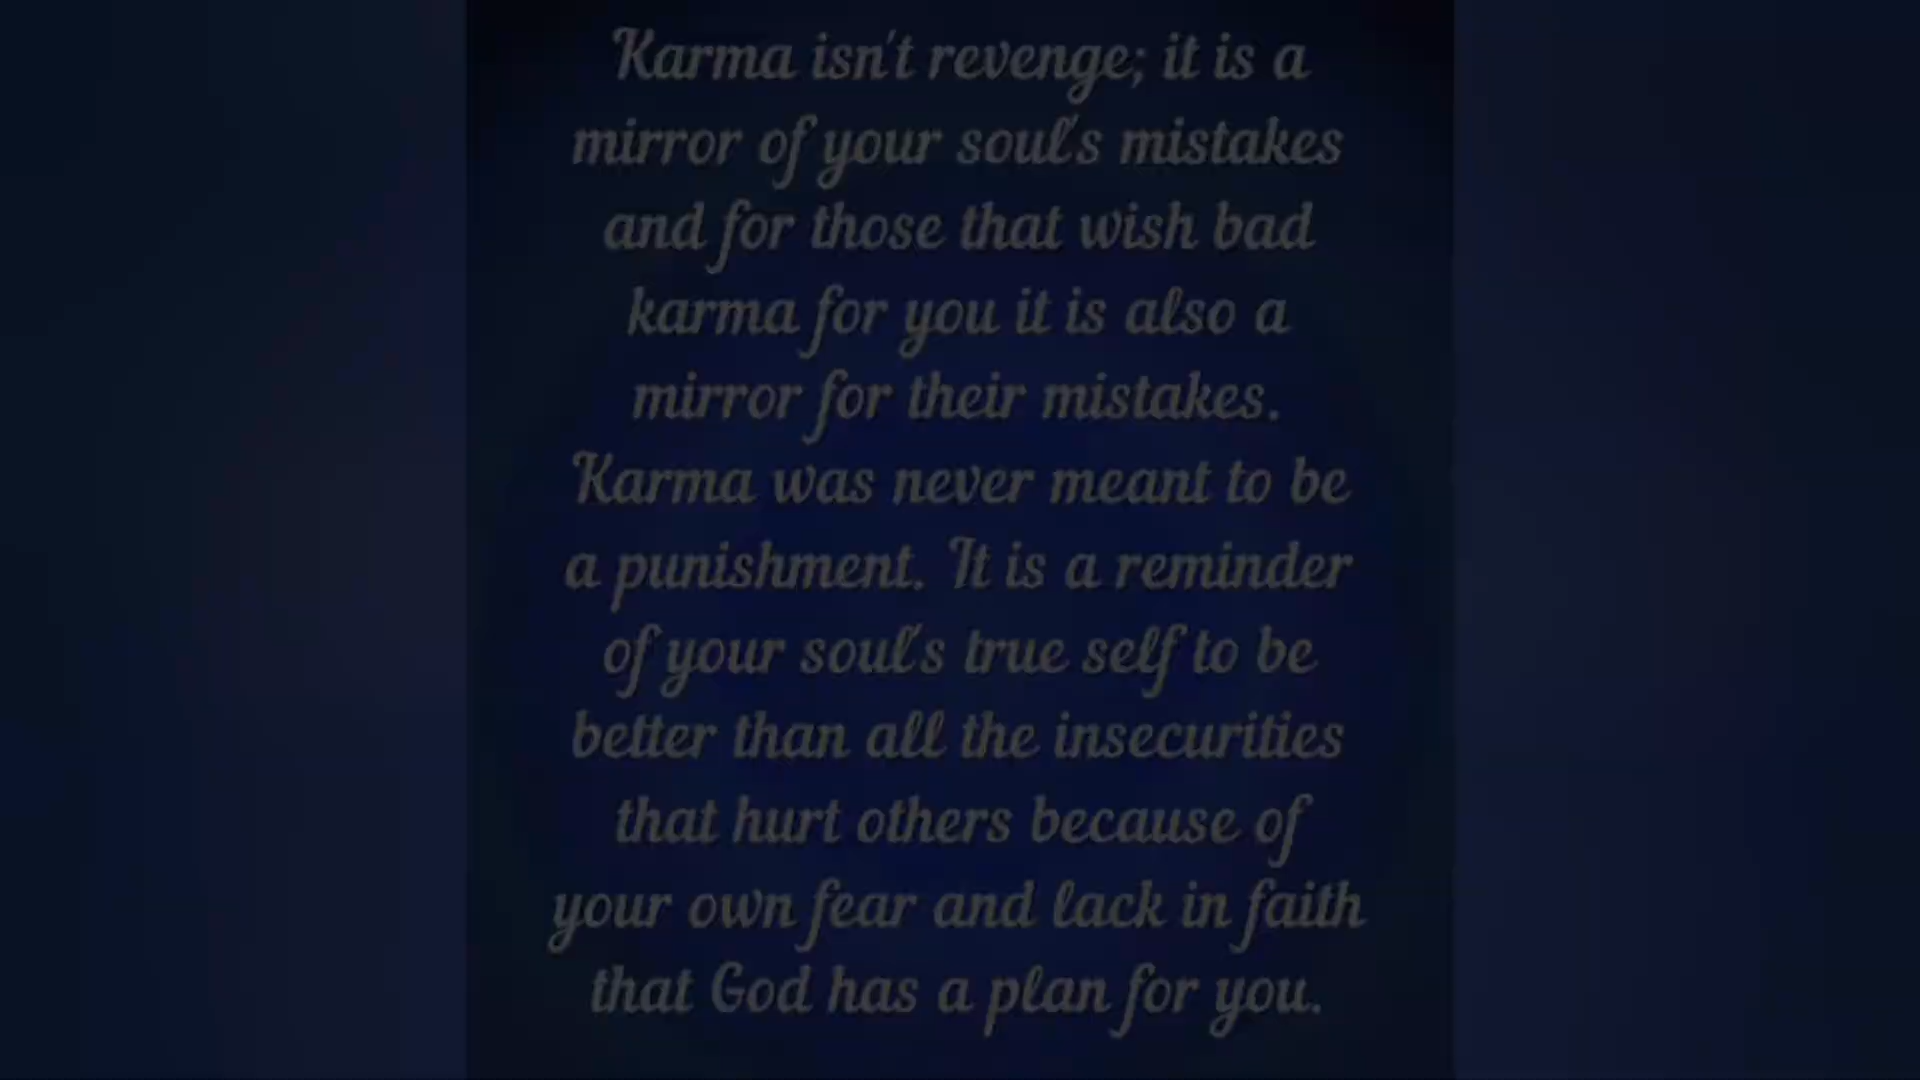 Karma isn't revenge; it is a
mirror of your soul's mistakes
and for those that wish bad
karma for you it is also a
mirror for their mistakes.
Karma was never meant to be
a punishment. It is a reminder
of your soul's true self to be
better than all the insecurities
that hurt others because of
your own fear and lack in faith
that God has a plan for you.